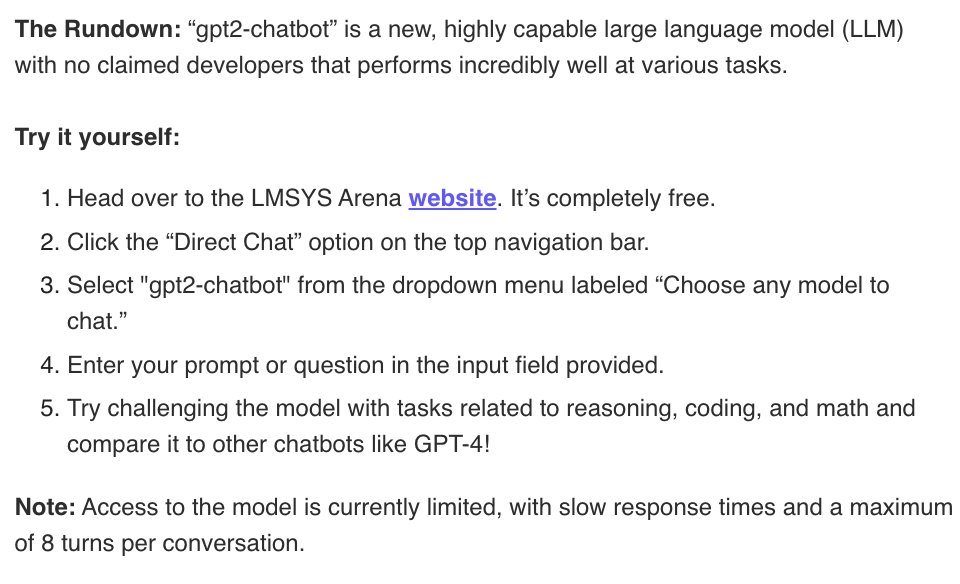 The Rundown: “gpt2-chatbot” is a new, highly capable large language model (LLM)
with no claimed developers that performs incredibly well at various tasks.
Try it yourself:
1. Head over to the LMSYS Arena website. It’s completely free.
2. Click the “Direct Chat” option on the top navigation bar.
3. Select "gpt2-chatbot" from the dropdown menu labeled “Choose any model to
chat.”
4. Enter your prompt or question in the input field provided.
5. Try challenging the model with tasks related to reasoning, coding, and math and
compare it to other chatbots like GPT-4!
Note: Access to the model is currently limited, with slow response times and a maximum
of 8 turns per conversation.